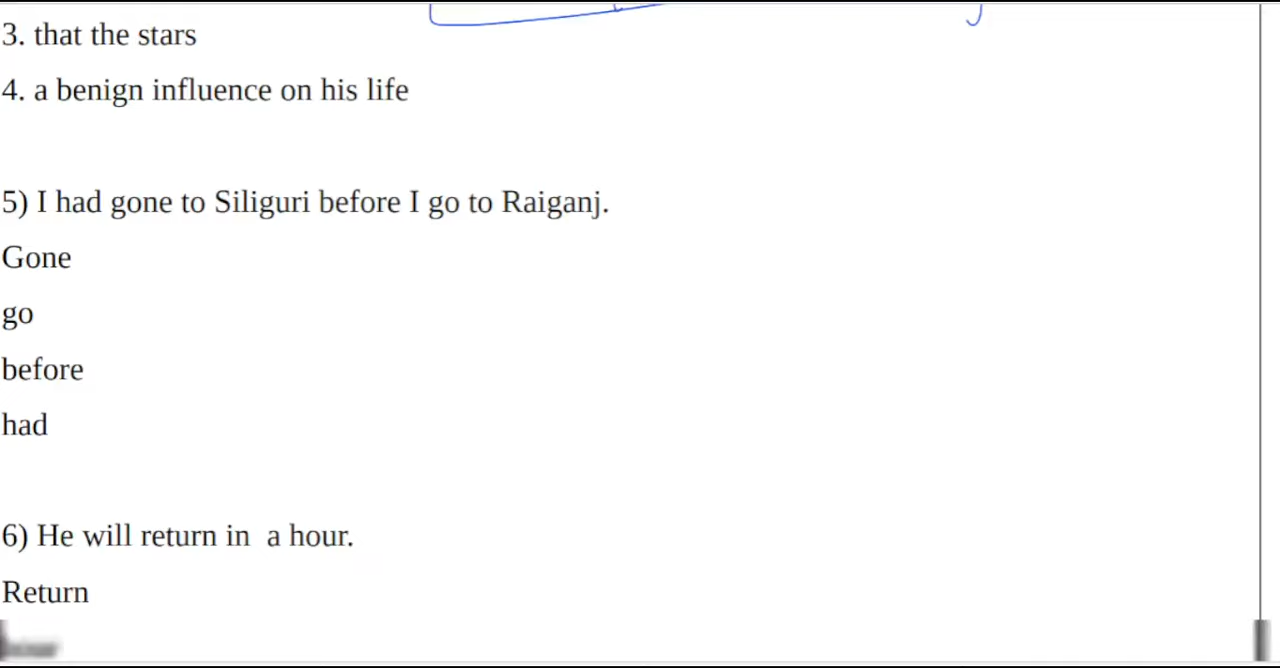 3. that the stars
4. a benign influence on his life
5) I had gone to Siliguri before I go to Raiganj.
Gone
go
before
had
6) He will return in  a hour.
Return